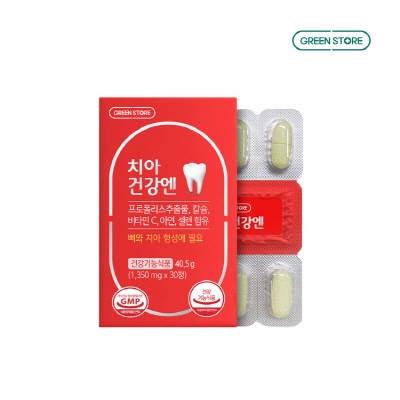 GREEN STORE
GREEN STORE
치아
건강엔
프로폴리스추출물, 칼슘,
비타민 C, 아연, 셀렌 함유
뼈와 치아 형성에 필요
건강기능식품 40.5 g
(1,350 mg x 30정)
GMP
건강
기능식품
GREEN STORE
건강엔